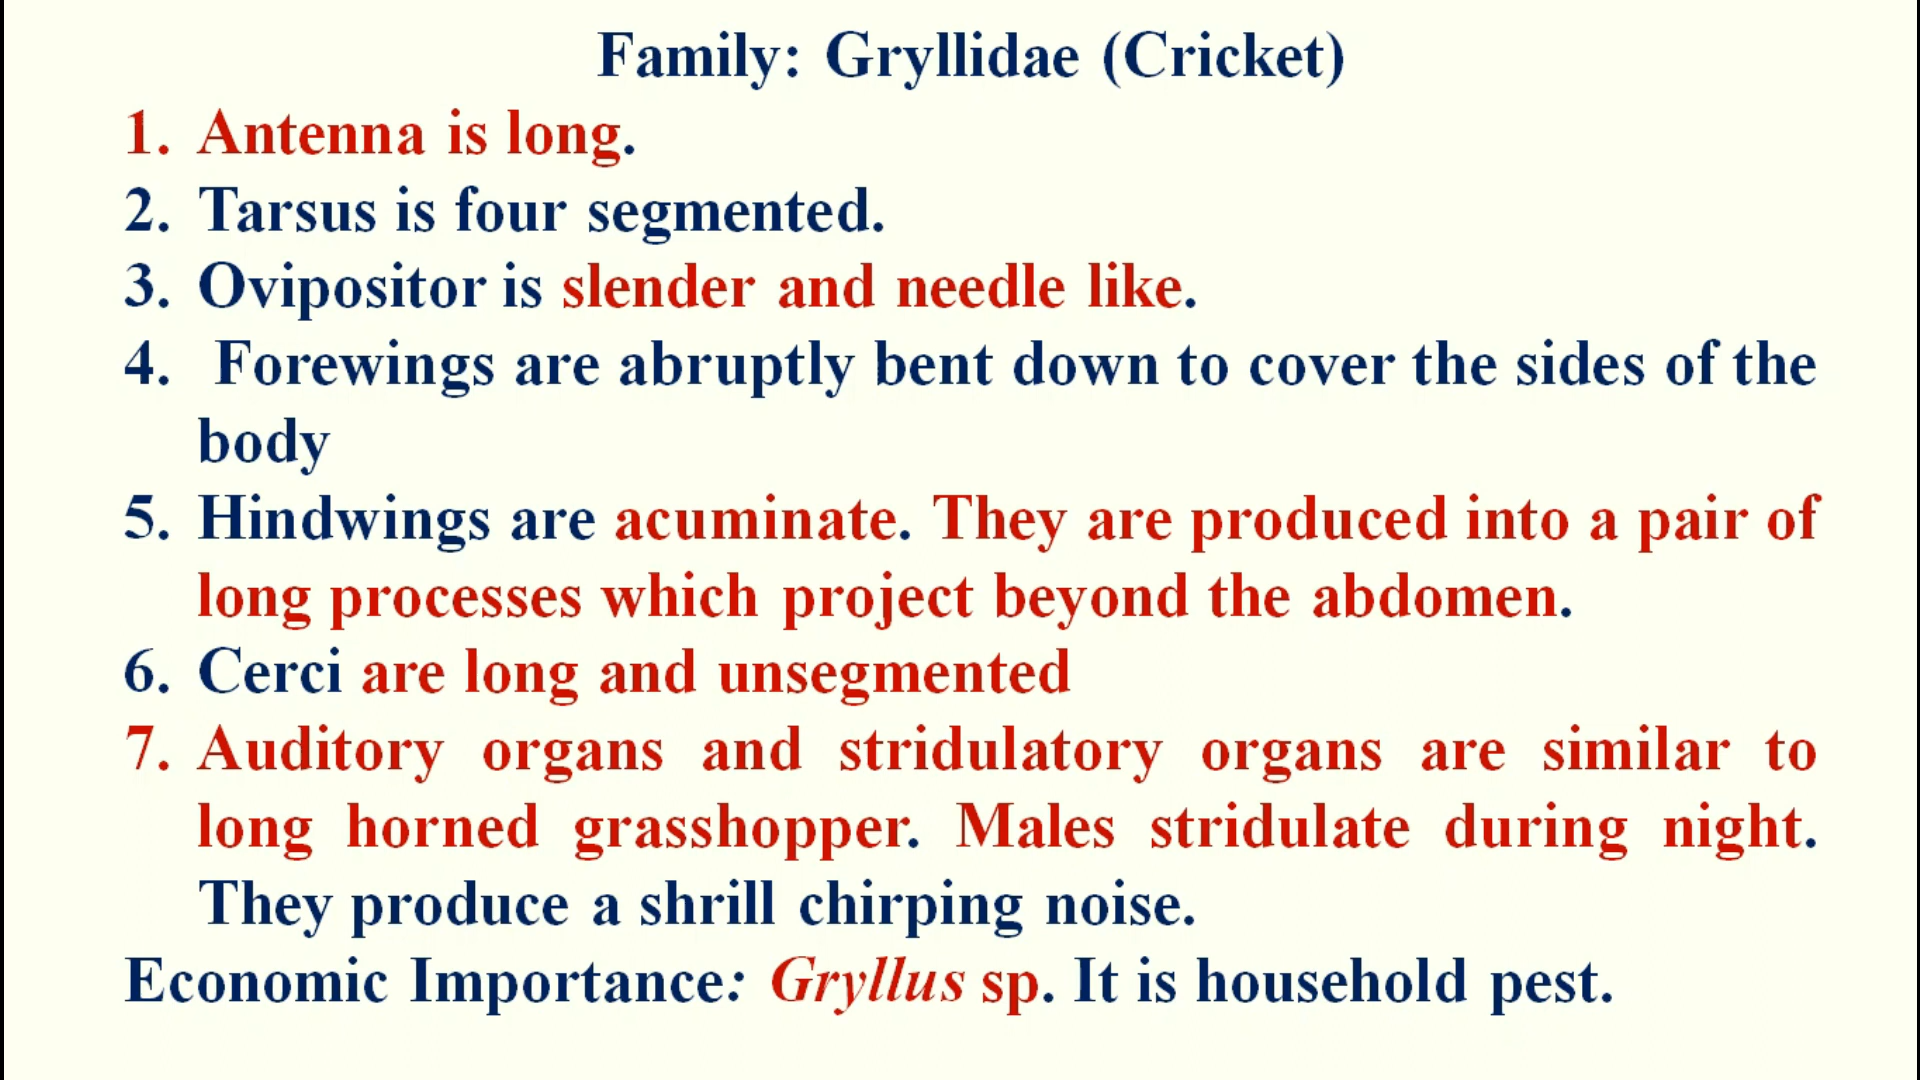 Family: Gryllidae (Cricket)
1. Antenna is long.
2. Tarsus is four segmented.
3. Ovipositor is slender and needle like.
4. Forewings are abruptly bent down to cover the sides of the
body
5. Hindwings are acuminate. They are produced into a pair of
long processes which project beyond the abdomen.
6. Cerci are long and unsegmented
7. Auditory organs and stridulatory organs are similar to
long horned grasshopper. Males stridulate during night.
They produce a shrill chirping noise.
Economic Importance: Gryllus sp. It is household pest.